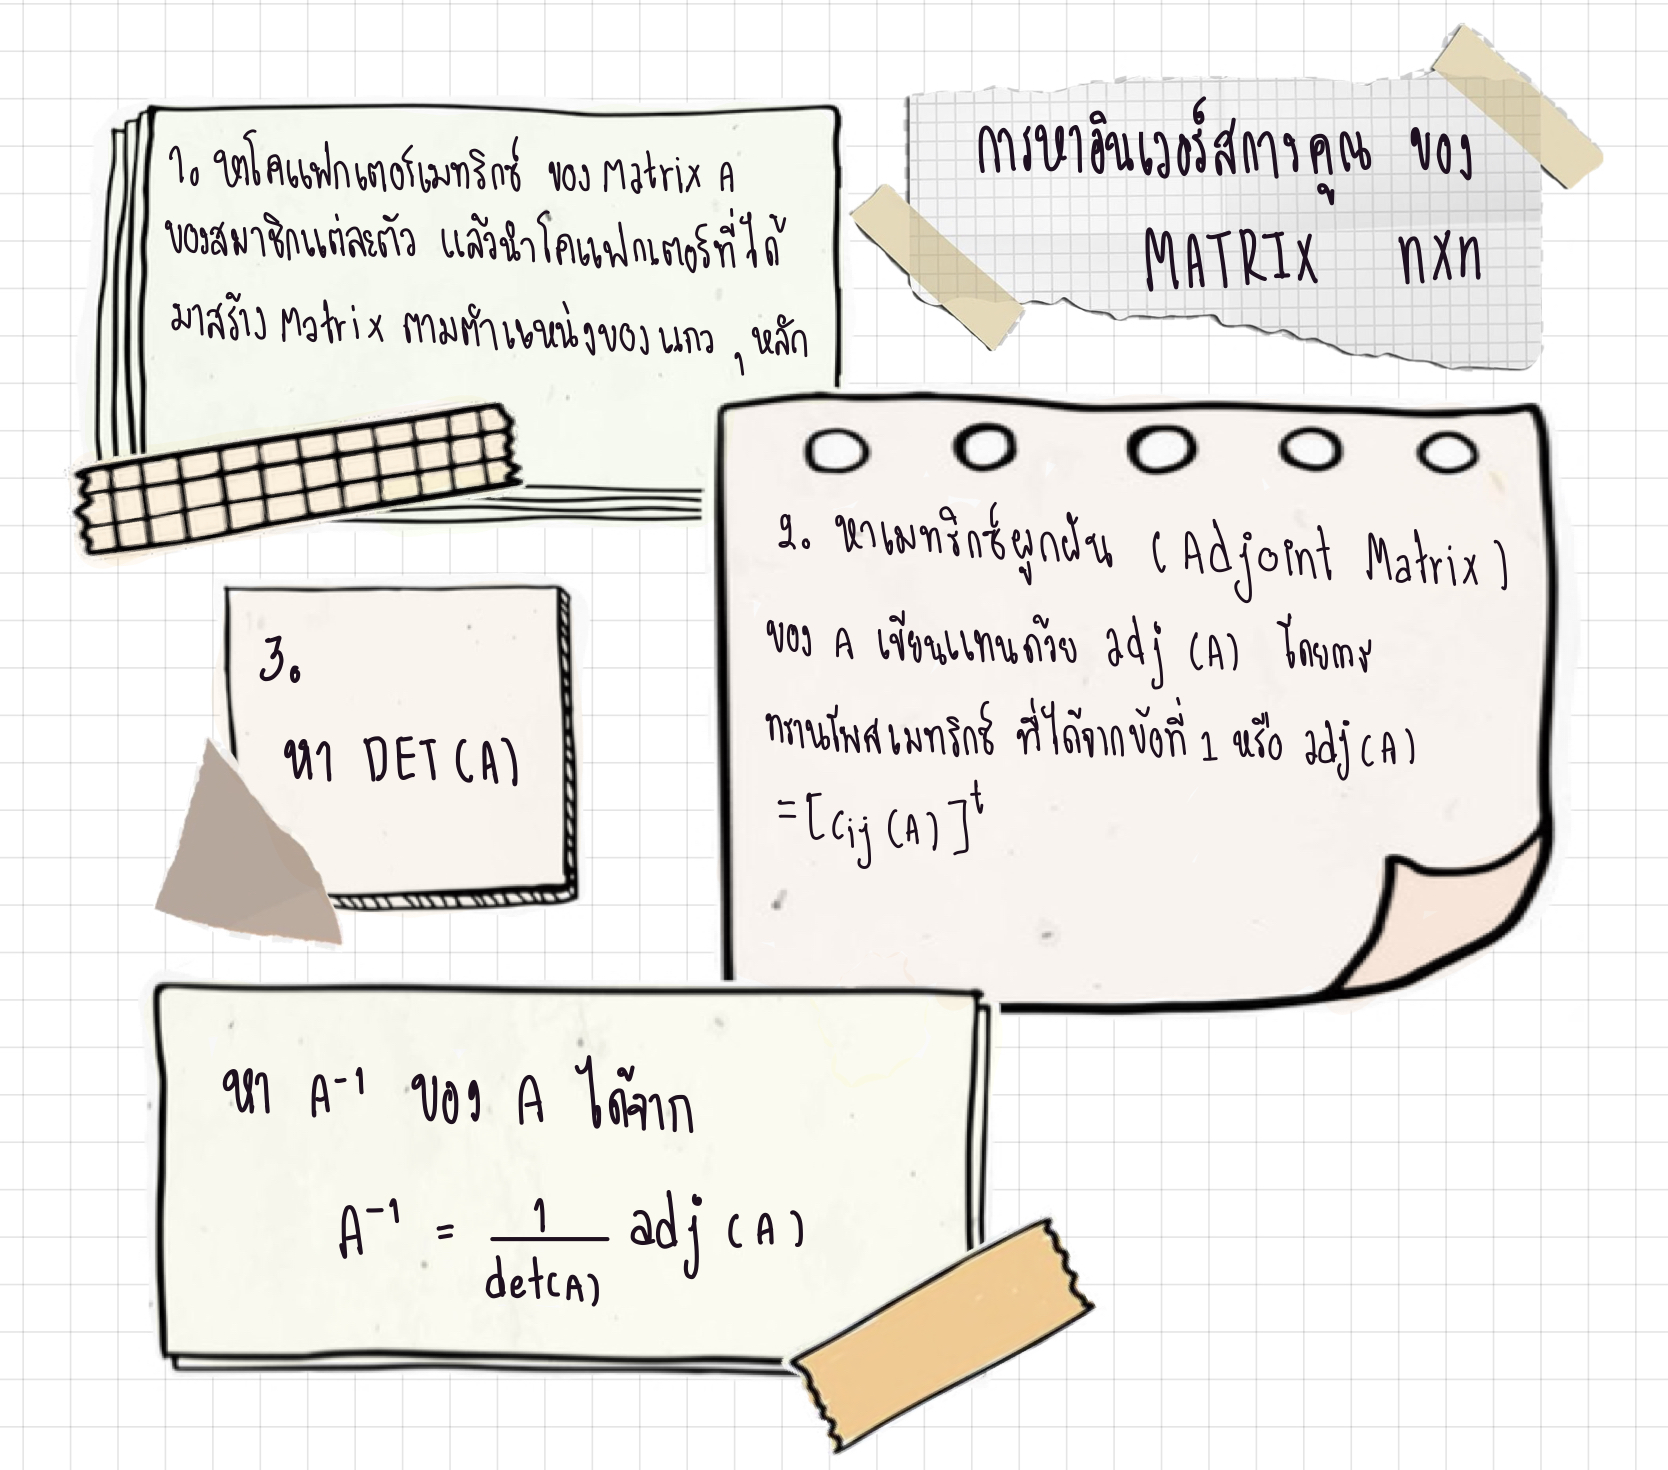 การหาอินเวอร์สการคูณ ของ
MATRIX nxn
1. หาโคแฟกเตอร์เมทริกซ์ ของ Matrix A
ของสมาชิกแต่ละตัว แล้วนำโคแฟกเตอร์ที่ได้
มาสร้าง Matrix ตามตำแหน่งของ แถว , หลัก
2. หาเมทริกซ์ผูกพัน (Adjoint Matrix)
ของ A เขียนแทนด้วย adj (A) โดยการ
ทรานโพสเมทริกซ์ ที่ได้จากข้อที่ 1 หรือ adj(A)
= [Cij (A)]^t
3.
หา DET(A)
หา A⁻¹ ของ A ได้จาก
A⁻¹ = 1/det(A) adj (A)